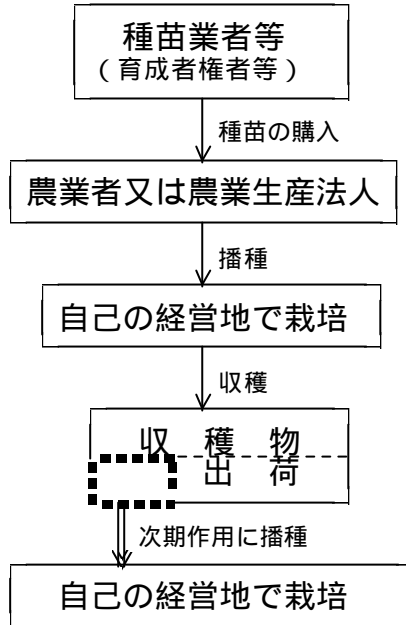 種苗業者等
（育成者権者等）
種苗の購入
農業者又は農業生産法人
播種
自己の経営地で栽培
収穫
収　穫　物
出　荷
次期作用に播種
自己の経営地で栽培